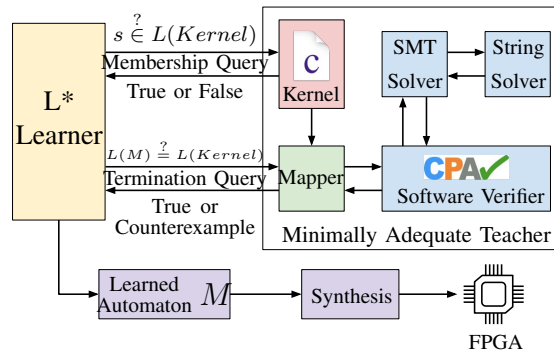 s ∈? L(Kernel)
Membership Query
True or False
L*
Learner
L(M) =? L(Kernel)
Termination Query
True or
Counterexample
c
Kernel
Mapper
SMT
Solver
String
Solver
CPA
Software Verifier
Minimally Adequate Teacher
Learned
Automaton M
Synthesis
FPGA